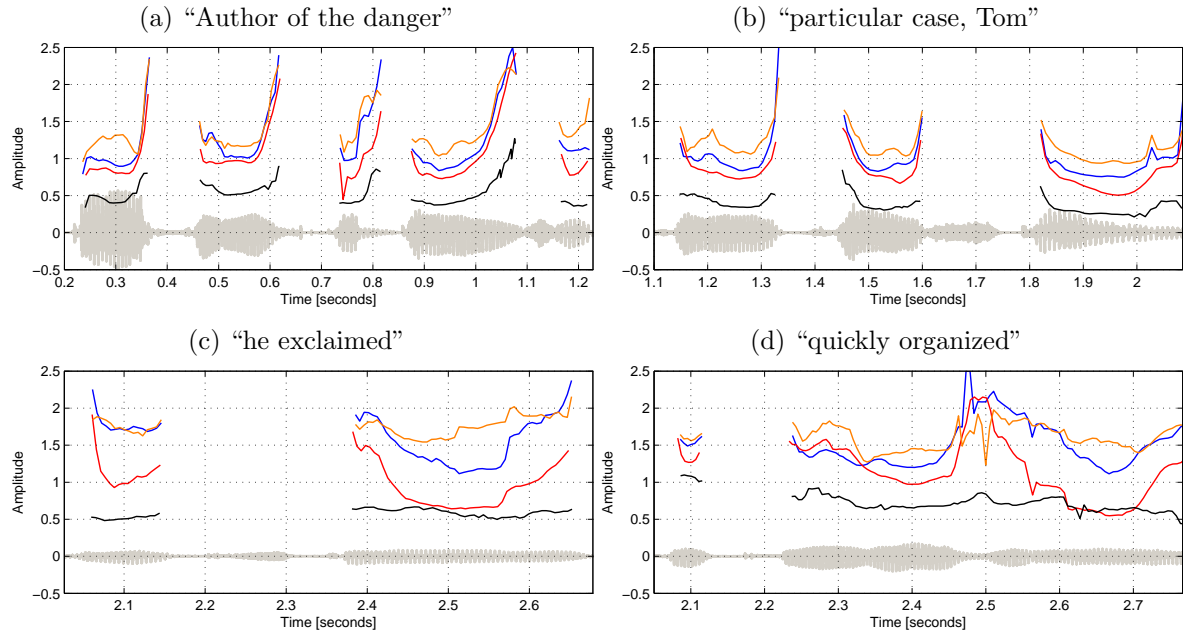 (a) “Author of the danger”
2.5
2
1.5
1
0.5
0
−0.5
Amplitude
0.2 0.3 0.4 0.5 0.6 0.7 0.8 0.9 1 1.1 1.2
Time [seconds]
(b) “particular case, Tom”
2.5
2
1.5
1
0.5
0
−0.5
Amplitude
1.1 1.2 1.3 1.4 1.5 1.6 1.7 1.8 1.9 2
Time [seconds]
(c) “he exclaimed”
2.5
2
1.5
1
0.5
0
−0.5
Amplitude
2.1 2.2 2.3 2.4 2.5 2.6
Time [seconds]
(d) “quickly organized”
2.5
2
1.5
1
0.5
0
−0.5
Amplitude
2.1 2.2 2.3 2.4 2.5 2.6 2.7
Time [seconds]